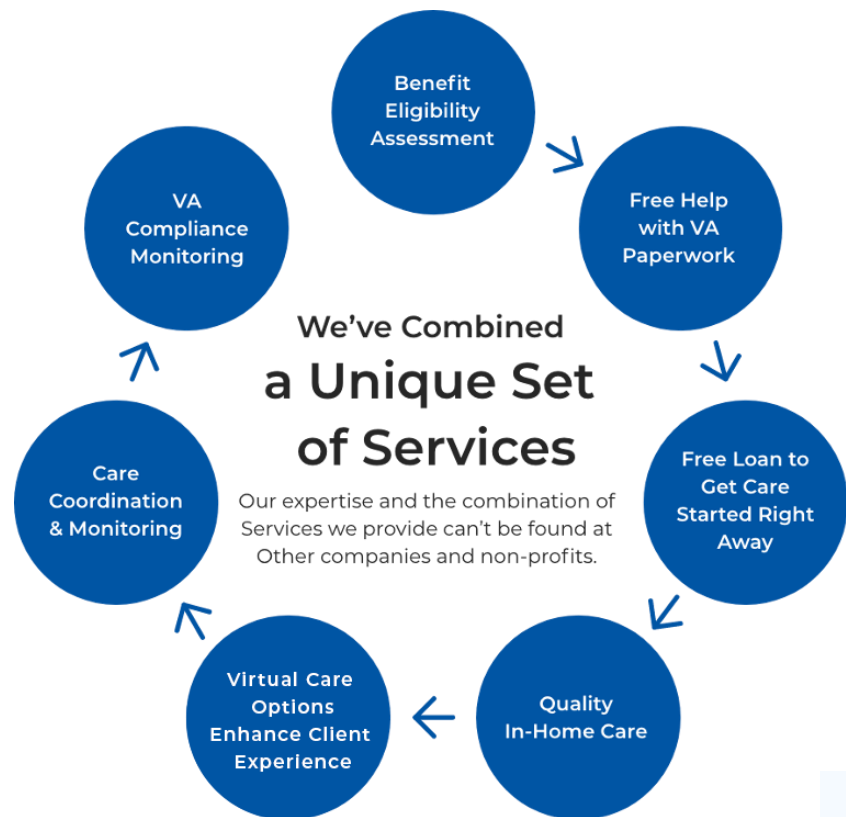 Benefit
Eligibility
Assessment
Free Help
with VA
Paperwork
Free Loan to
Get Care
Started Right
Away
Quality
In-Home Care
Virtual Care
Options
Enhance Client
Experience
Care
Coordination
& Monitoring
VA
Compliance
Monitoring
We've Combined
a Unique Set
of Services
Our expertise and the combination of
Services we provide can't be found at
Other companies and non-profits.